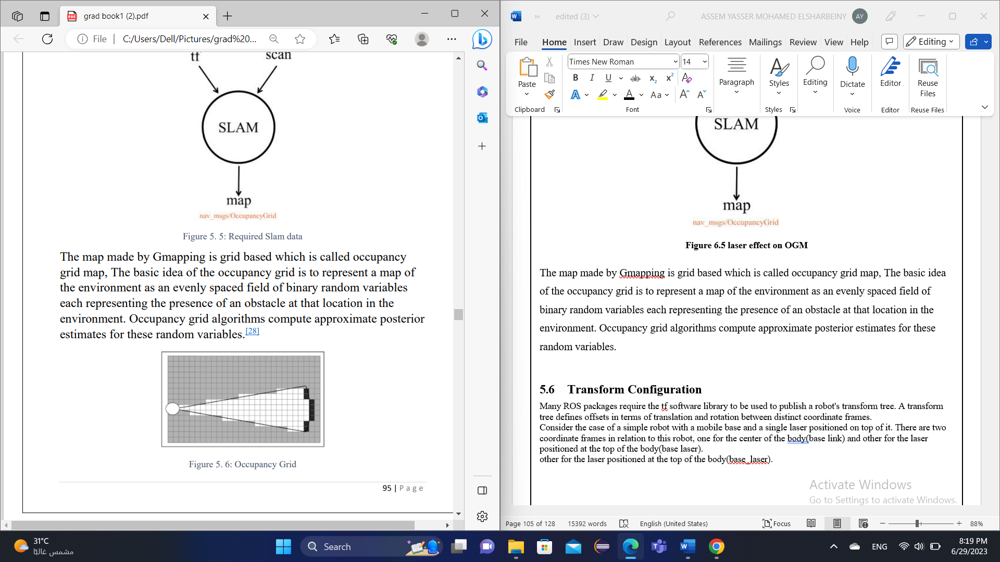 grad book1 (2).pdf
File
C:/Users/Dell/Pictures/grad%20...
tf
scan
SLAM
map
nav_msgs/OccupancyGrid
Figure 5. 5: Required Slam data
The map made by Gmapping is grid based which is called occupancy
grid map, The basic idea of the occupancy grid is to represent a map of
the environment as an evenly spaced field of binary random variables
each representing the presence of an obstacle at that location in the
environment. Occupancy grid algorithms compute approximate posterior
estimates for these random variables.[28]
Figure 5. 6: Occupancy Grid
95 | Page
edited (3)
ASSEM YASSER MOHAMED ELSHARBEINY
AY
File Home Insert Draw Design Layout References Mailings Review View Help
Editing
Times New Roman
14
Paste
B I U ab x₂ x²
A A Aa A A
Paragraph
Styles
Editing
Dictate
Editor
Reuse
Files
Clipboard
Font
Styles
Voice
Editor
Reuse Files
SLAM
map
nav_msgs/OccupancyGrid
Figure 6.5 laser effect on OGM
The map made by Gmapping is grid based which is called occupancy grid map, The basic idea
of the occupancy grid is to represent a map of the environment as an evenly spaced field of
binary random variables each representing the presence of an obstacle at that location in the
environment. Occupancy grid algorithms compute approximate posterior estimates for these
random variables.
5.6 Transform Configuration
Many ROS packages require the tf software library to be used to publish a robot's transform tree. A transform
tree defines offsets in terms of translation and rotation between distinct coordinate frames.
Consider the case of a simple robot with a mobile base and a single laser positioned on top of it. There are two
coordinate frames in relation to this robot, one for the center of the body(base link) and other for the laser
positioned at the top of the body(base laser).
other for the laser positioned at the top of the body(base_laser).
Activate Windows
Go to Settings to activate Windows.
Page 105 of 128
15392 words
English (United States)
Focus
88%
31°C
مشمس غالبًا
Search
ENG
8:19 PM
6/29/2023